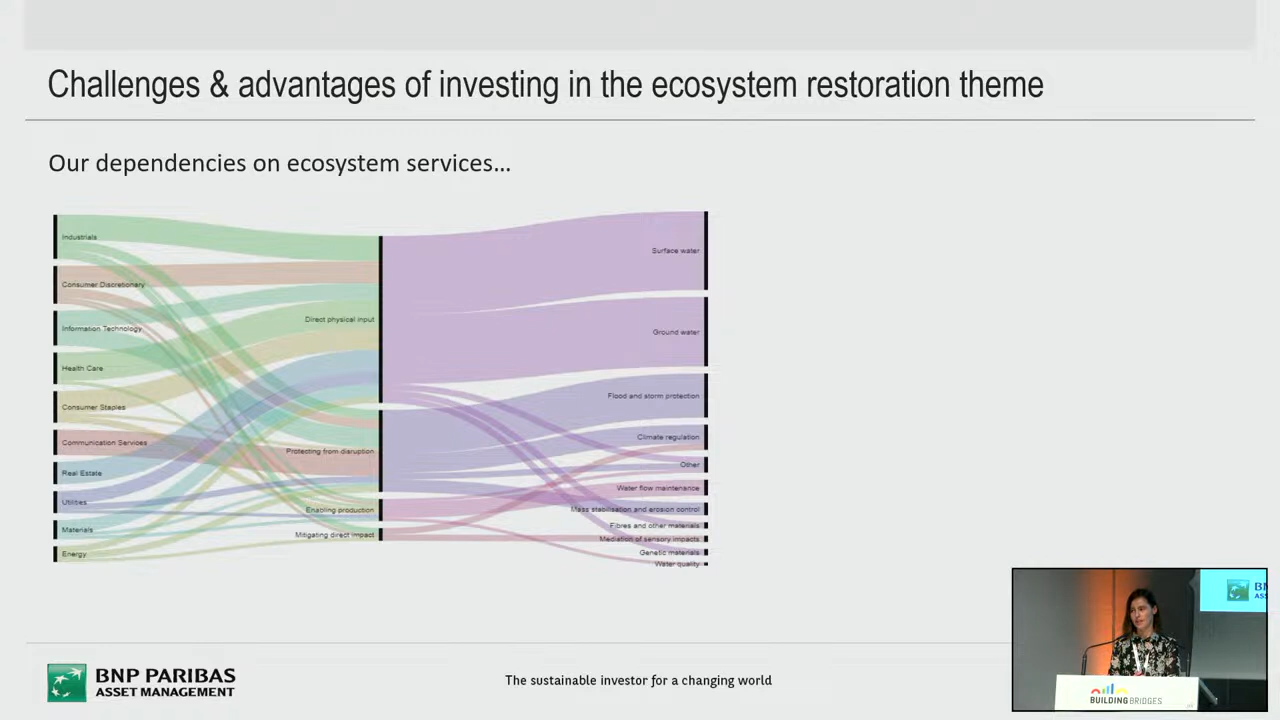 Challenges & advantages of investing in the ecosystem restoration theme
Our dependencies on ecosystem services...
Industrials
Consumer Discretionary
Information Technology
Health Care
Consumer Staples
Communication Services
Real Estate
Utilities
Materials
Energy
Direct physical input
Protecting from disruption
Enabling production
Mitigating direct impact
Surface water
Ground water
Flood and storm protection
Climate regulation
Other
Water flow maintenance
Mass stabilisation and erosion control
Fibres and other materials
Mediation of sensory impacts
Genetic materials
Water quality
BNP PARIBAS
ASSET MANAGEMENT
The sustainable investor for a changing world
BUILDINGBRIDGES